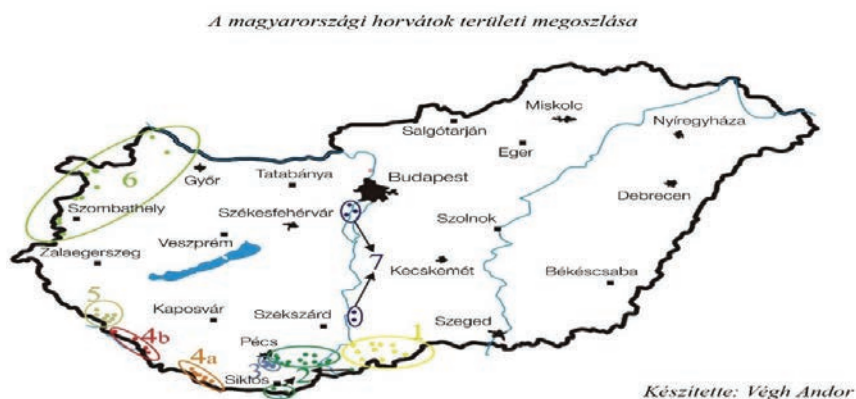 A magyarországi horvátok területi megoszlása
Miskolc
Salgótarján
Nyíregyháza
Eger
6
Győr
Tatabánya
Budapest
Debrecen
Szombathely
Székesfehérvár
Szolnok
Veszprém
Zalaegerszeg
7
Kecskemét
Békéscsaba
5
Kaposvár
Szekszárd
Szeged
4b
Pécs
1
4a
3
2
Siklós
Készítette: Végh Andor